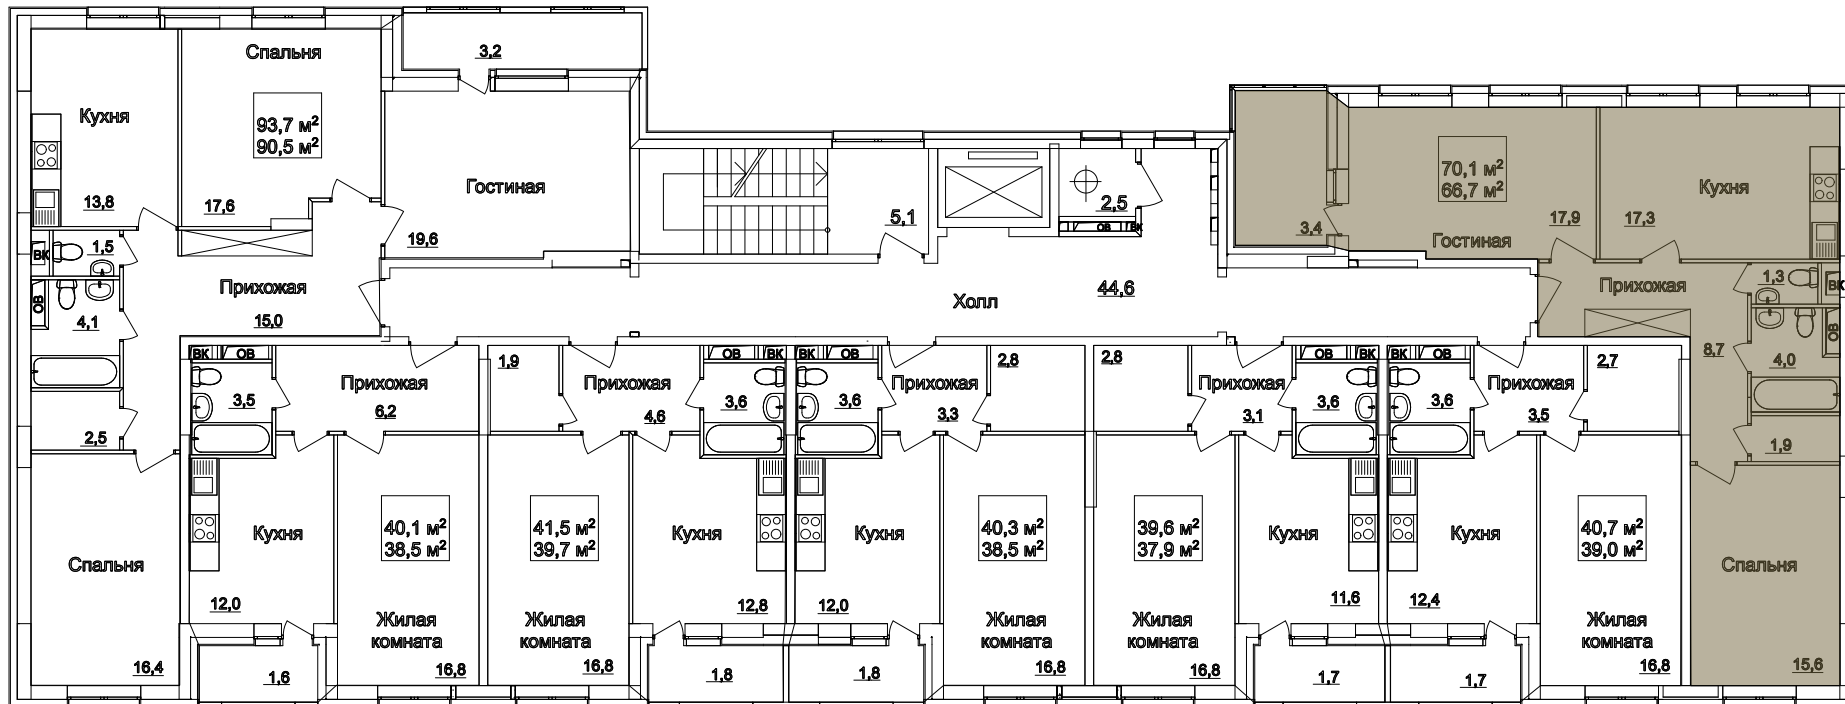 3,2
Спальня
Кухня
93,7 м²
90,5 м²
13,8
17,6
Гостиная
19,6
5,1
2,5
ОВ
ВК
3,4
70,1 м²
66,7 м²
Кухня
17,9
17,3
Гостиная
ВК
1,5
ОВ
4,1
Прихожая
15,0
Холл
44,6
Прихожая
1,3
ВК
ОВ
8,7
4,0
1,9
2,5
ВК
ОВ
3,5
Прихожая
6,2
1,9
Прихожая
4,6
ОВ
ВК
3,6
ВК
ОВ
3,6
Прихожая
3,3
2,8
2,8
Прихожая
3,1
ОВ
ВК
3,6
ВК
ОВ
3,6
Прихожая
3,5
2,7
Спальня
16,4
Кухня
12,0
1,6
40,1 м²
38,5 м²
Жилая
комната
16,8
41,5 м²
39,7 м²
Жилая
комната
16,8
Кухня
12,8
1,8
Кухня
12,0
1,8
40,3 м²
38,5 м²
Жилая
комната
16,8
39,6 м²
37,9 м²
Жилая
комната
16,8
Кухня
11,6
1,7
Кухня
12,4
1,7
40,7 м²
39,0 м²
Жилая
комната
16,8
Спальня
15,6